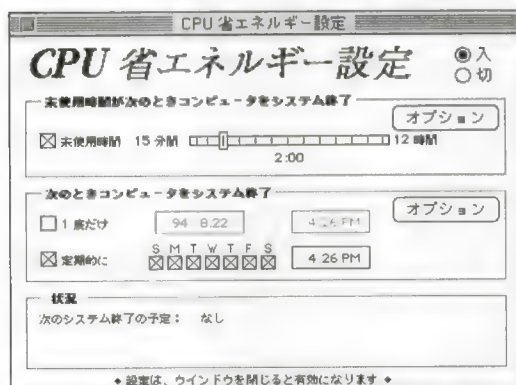 CPU 省エネルギー設定
CPU 省エネルギー設定
入
切
未使用時間が次のときコンピュータをシステム終了
オプション
未使用時間 15 分間 12 時間
2:00
次のときコンピュータをシステム終了
オプション
1 度だけ 94 8.22 4 26 PM
S M T W T F S
定期的に 4 26 PM
状況
次のシステム終了の予定： なし
◆ 設定は、ウインドウを閉じると有効になります ◆